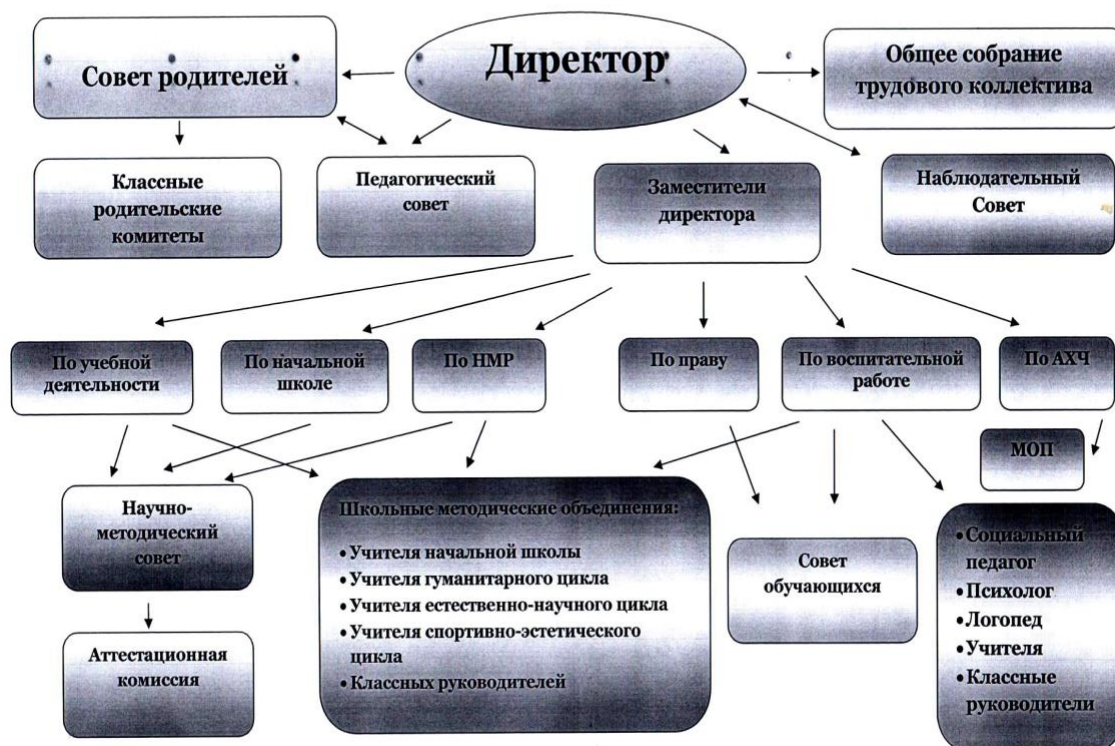 Директор
Совет родителей
Общее собрание
трудового коллектива
Классные
родительские
комитеты
Педагогический
совет
Заместители
директора
Наблюдательный
Совет
По учебной
деятельности
По начальной
школе
По НМР
По праву
По воспитательной
работе
По АХЧ
МОП
Научно-
методический
совет
Школьные методические объединения:
• Учителя начальной школы
• Учителя гуманитарного цикла
• Учителя естественно-научного цикла
• Учителя спортивно-эстетического
цикла
• Классных руководителей
Совет
обучающихся
• Социальный
педагог
• Психолог
• Логопед
• Учителя
• Классные
руководители
Аттестационная
комиссия